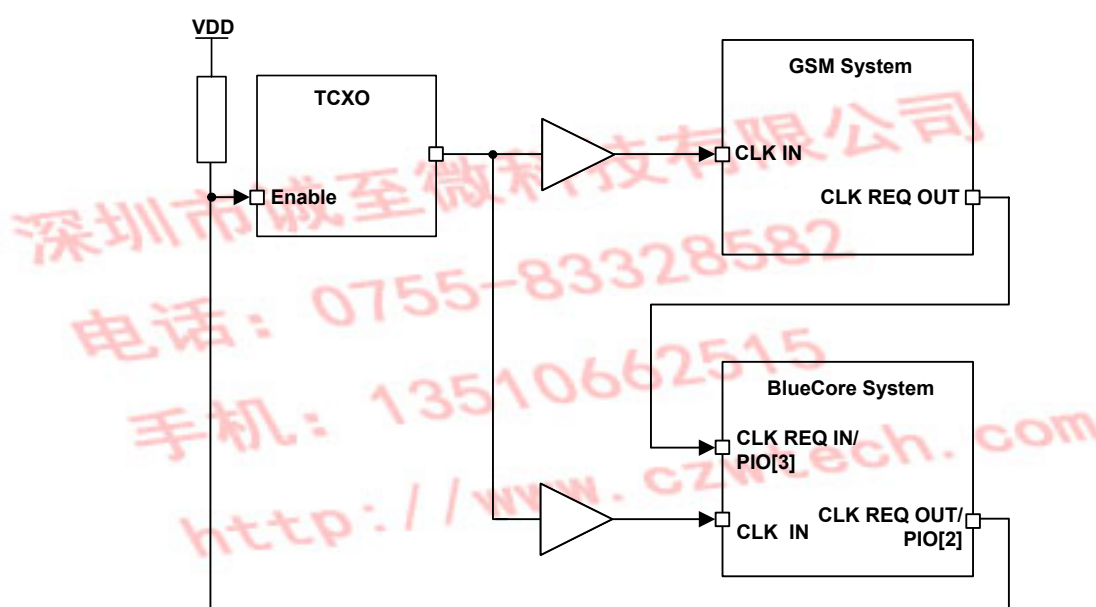 VDD
TCXO
Enable
GSM System
CLK IN
CLK REQ OUT
BlueCore System
CLK REQ IN/
PIO[3]
CLK IN
CLK REQ OUT/
PIO[2]
深圳市诚至微科技有限公司
电话：0755-83328582
手机：13510662515
http://www.czwtech.com